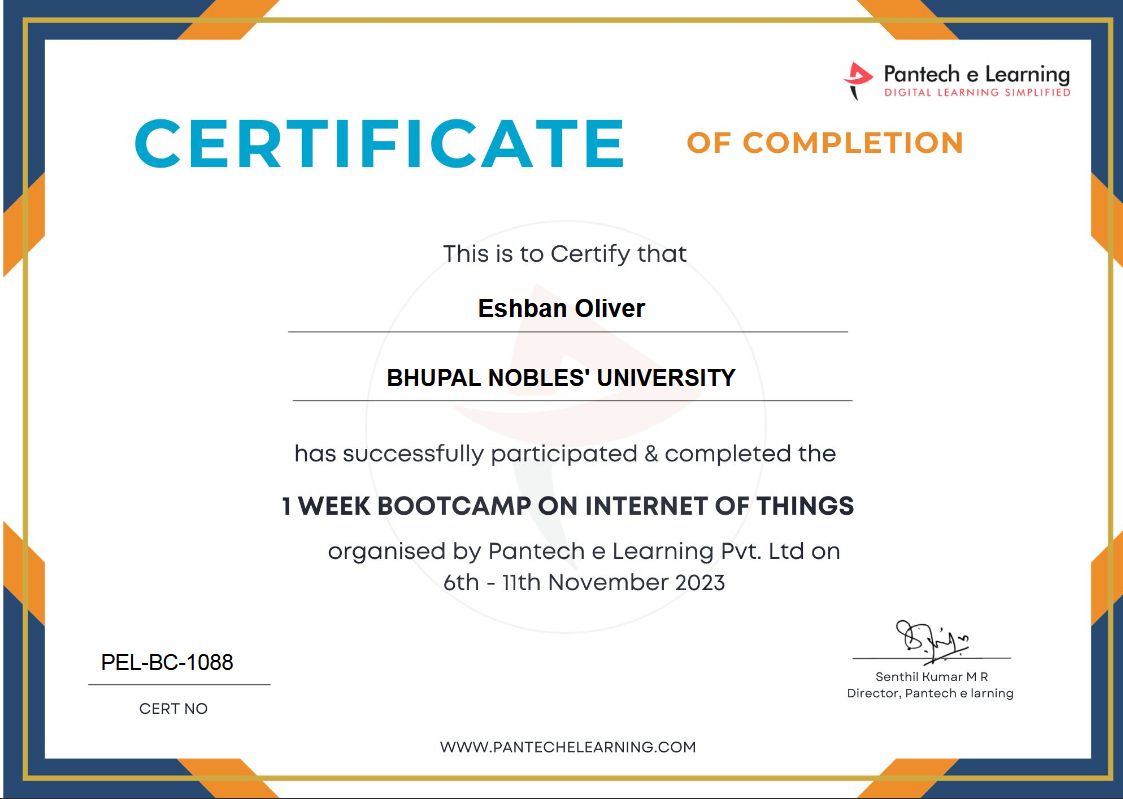 Pantech e Learning
DIGITAL LEARNING SIMPLIFIED
CERTIFICATE
OF COMPLETION
This is to Certify that
Eshban Oliver
BHUPAL NOBLES' UNIVERSITY
has successfully participated & completed the
1 WEEK BOOTCAMP ON INTERNET OF THINGS
organised by Pantech e Learning Pvt. Ltd on
6th - 11th November 2023
PEL-BC-1088
CERT NO
Senthil Kumar M R
Director, Pantech e larning
WWW.PANTECHELEARNING.COM